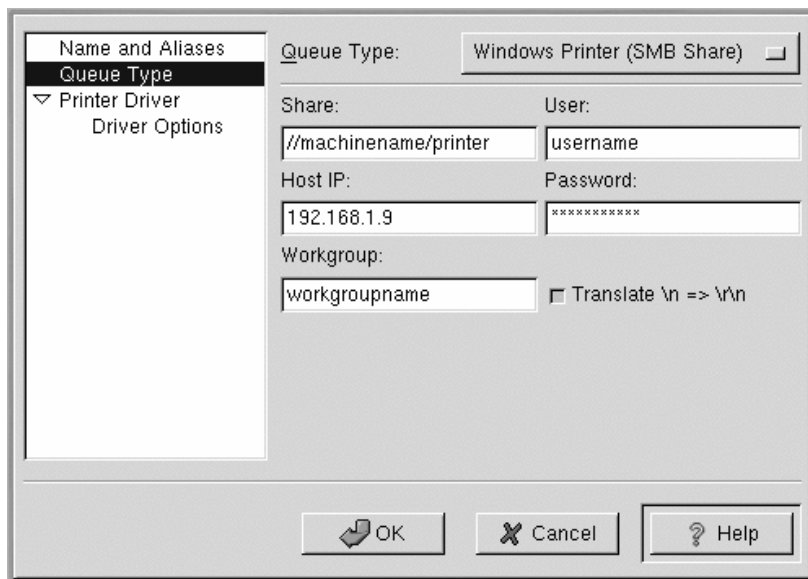 Name and Aliases
Queue Type
Printer Driver
Driver Options
Queue Type:
Windows Printer (SMB Share)
Share:
User:
//machinename/printer
username
Host IP:
Password:
192.168.1.9
***********
Workgroup:
workgroupname
Translate \n => \r\n
OK
Cancel
Help